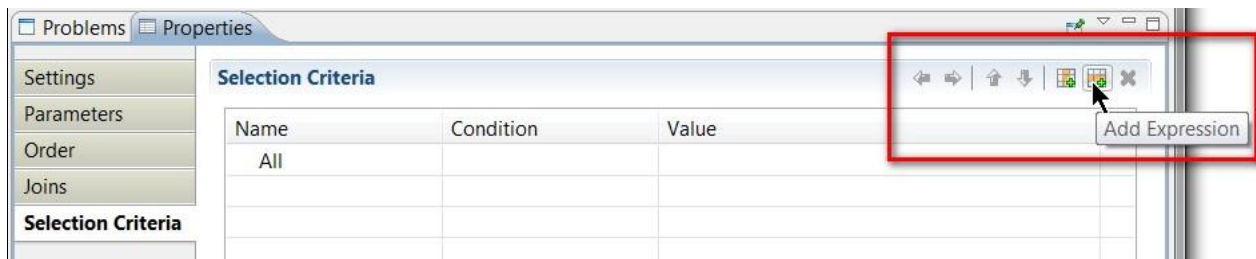 Problems Properties
Settings
Parameters
Order
Joins
Selection Criteria
Selection Criteria
Name Condition Value
All
Add Expression